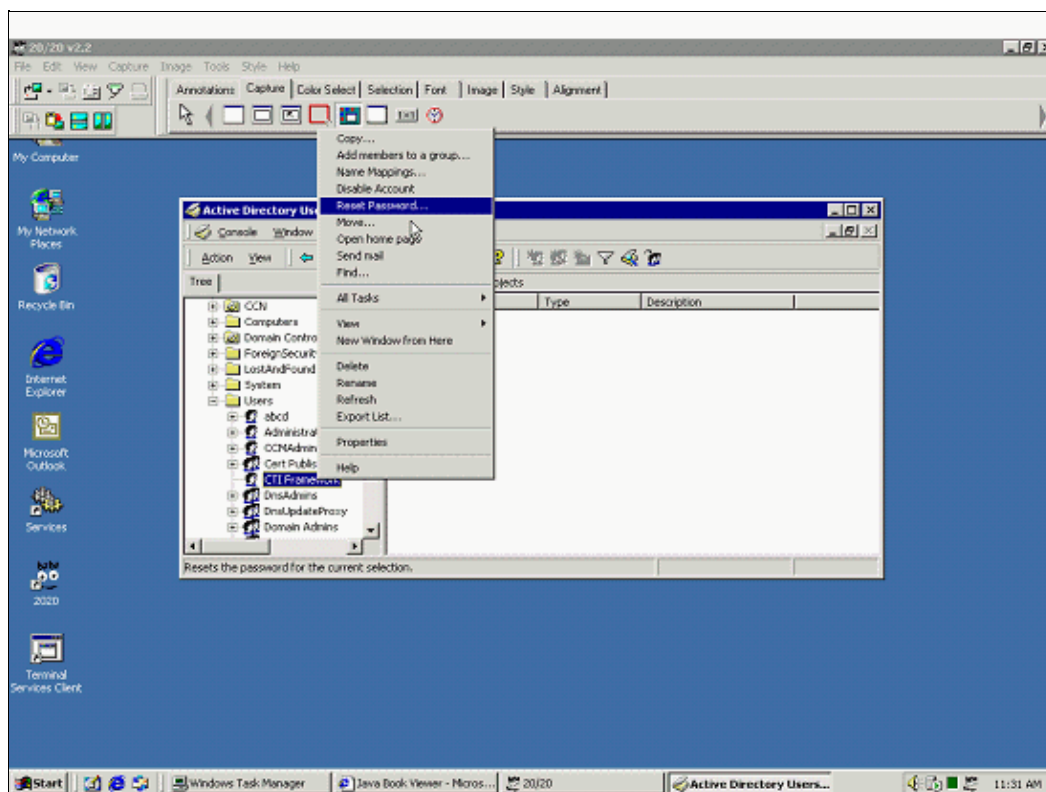 20/20 v2.2
File Edit View Capture Image Tools Style Help
Annotations Capture Color Select Selection Font Image Style Alignment
My Computer
My Network Places
Recycle Bin
Internet Explorer
Microsoft Outlook
Services
2020
Terminal Services Client
Active Directory Use
Console Window
Action View
Tree
bjects
Type Description
CCN
Computers
Domain Contro
ForeignSecurit
LostAndFound
System
Users
abcd
Administrat
CCMAdmin
Cert Publis
CTI Framework
DnsAdmins
DnsUpdateProxy
Domain Admins
Copy...
Add members to a group...
Name Mappings...
Disable Account
Reset Password...
Move...
Open home page
Send mail
Find...
All Tasks
View
New Window from Here
Delete
Rename
Refresh
Export List...
Properties
Help
Resets the password for the current selection.
Start Windows Task Manager Java Book Viewer - Micros... 20/20 Active Directory Users... 11:31 AM